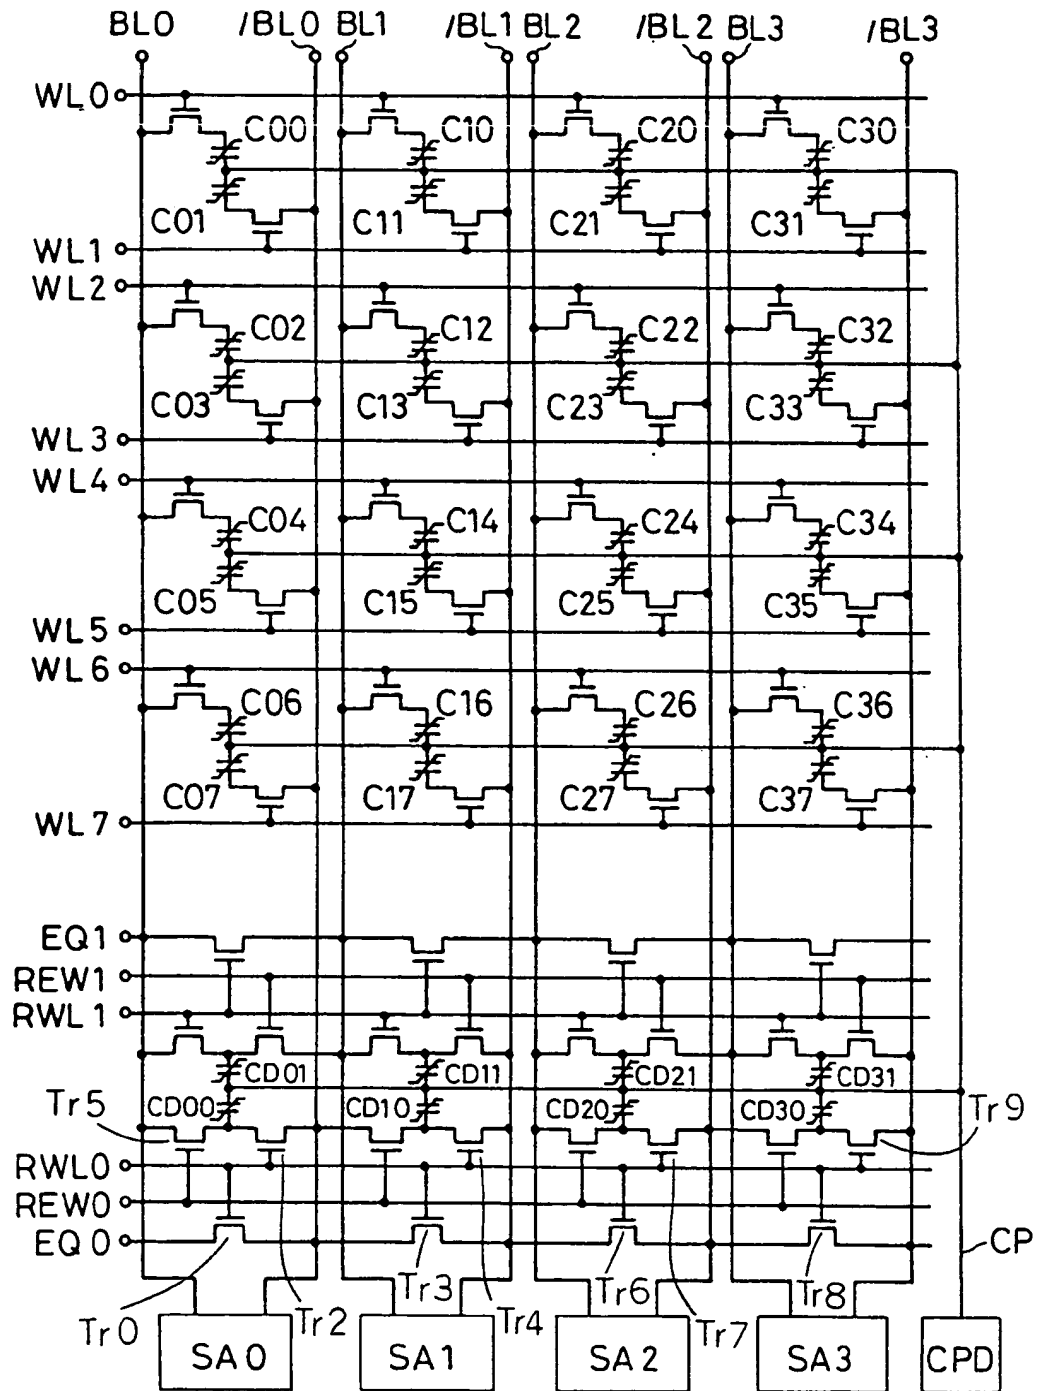 BL0 /BL0 BL1 /BL1 BL2 /BL2 BL3 /BL3
WL0
C00 C10 C20 C30
C01 C11 C21 C31
WL1
WL2
C02 C12 C22 C32
C03 C13 C23 C33
WL3
WL4
C04 C14 C24 C34
C05 C15 C25 C35
WL5
WL6
C06 C16 C26 C36
C07 C17 C27 C37
WL7
EQ1
REW1
RWL1
CD01 CD11 CD21 CD31
Tr5 CD00 CD10 CD20 CD30 Tr9
RWL0
REW0
EQ0 CP
Tr0 Tr2 Tr3 Tr4 Tr6 Tr7 Tr8
SA0 SA1 SA2 SA3 CPD